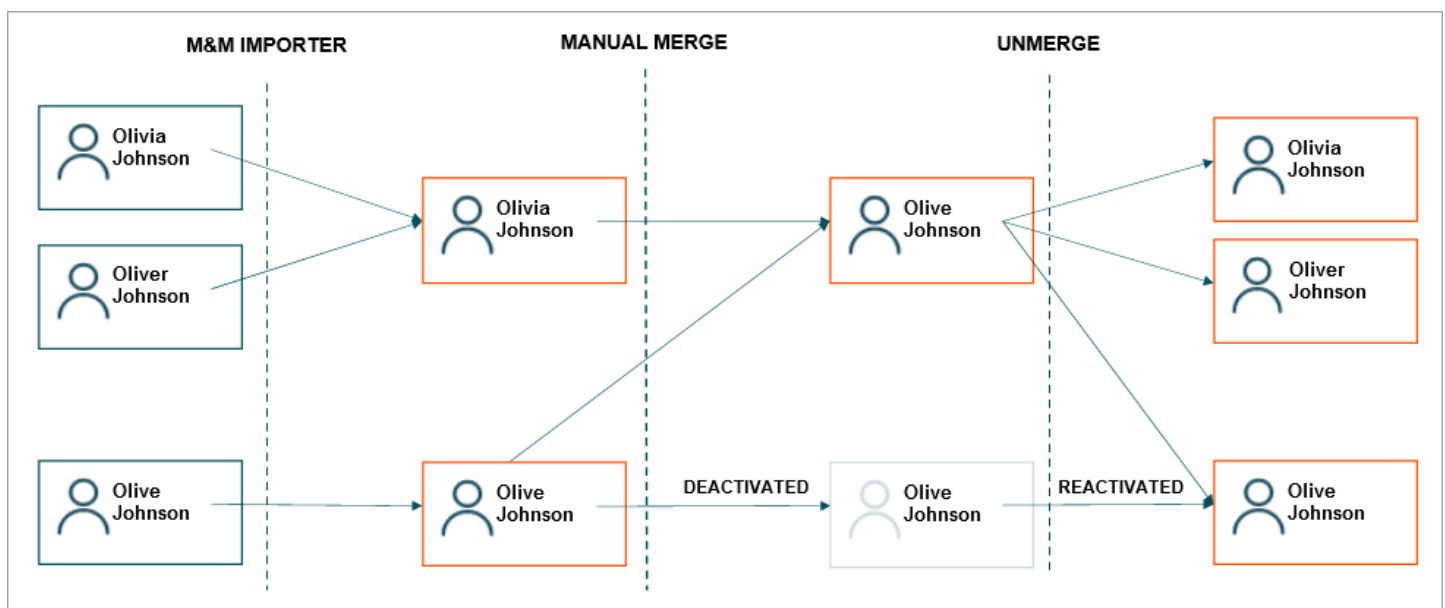 M&M IMPORTER
MANUAL MERGE
UNMERGE
Olivia
Johnson
Oliver
Johnson
Olive
Johnson
Olivia
Johnson
Olive
Johnson
Olive
Johnson
DEACTIVATED
Olive
Johnson
REACTIVATED
Olivia
Johnson
Oliver
Johnson
Olive
Johnson